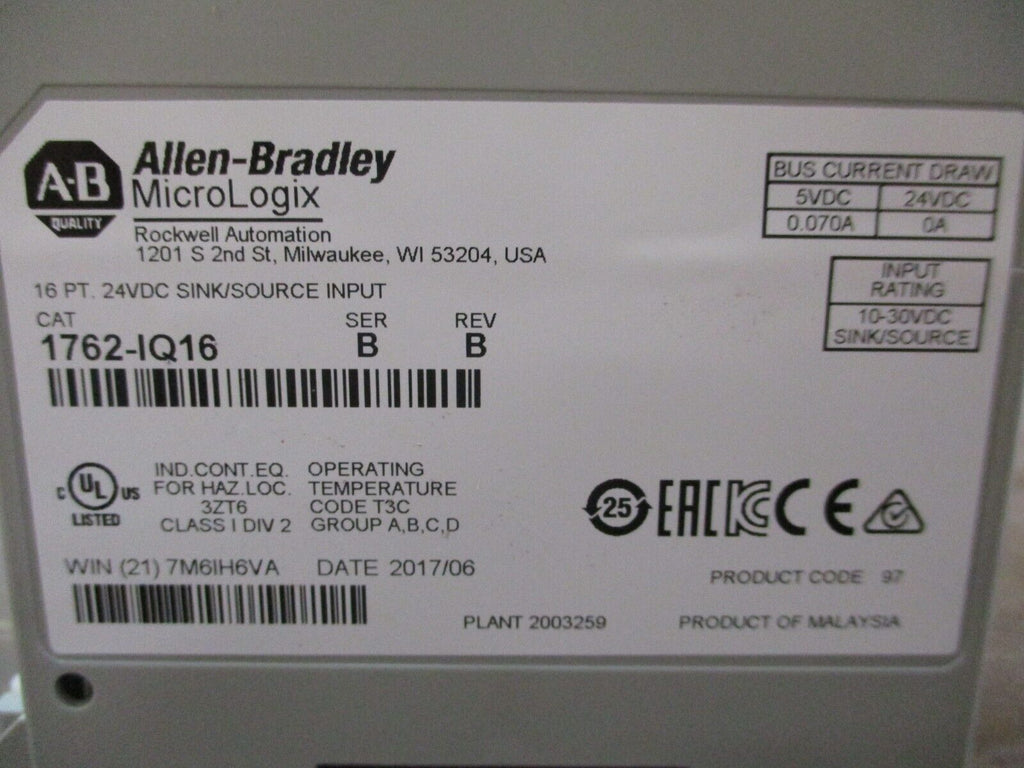 A·B
QUALITY
Allen-Bradley
MicroLogix
Rockwell Automation
1201 S 2nd St, Milwaukee, WI 53204, USA
BUS CURRENT DRAW
5VDC 24VDC
0.070A 0A
INPUT
RATING
10-30VDC
SINK/SOURCE
16 PT. 24VDC SINK/SOURCE INPUT
CAT SER REV
1762-IQ16 B B
C UL US
LISTED
IND.CONT.EQ.
FOR HAZ.LOC.
3ZT6
CLASS I DIV 2
OPERATING
TEMPERATURE
CODE T3C
GROUP A,B,C,D
25 EAC KC CE
WIN (21) 7M6IH6VA DATE 2017/06
PRODUCT CODE 97
PLANT 2003259 PRODUCT OF MALAYSIA